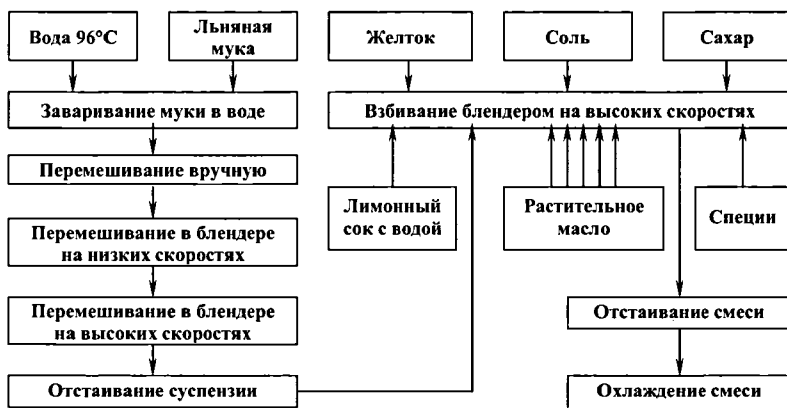 Вода 96°С
Льняная
мука
Желток
Соль
Сахар
Заваривание муки в воде
Взбивание блендером на высоких скоростях
Перемешивание вручную
Лимонный
сок с водой
Растительное
масло
Специи
Перемешивание в блендере
на низких скоростях
Перемешивание в блендере
на высоких скоростях
Отстаивание смеси
Отстаивание суспензии
Охлаждение смеси